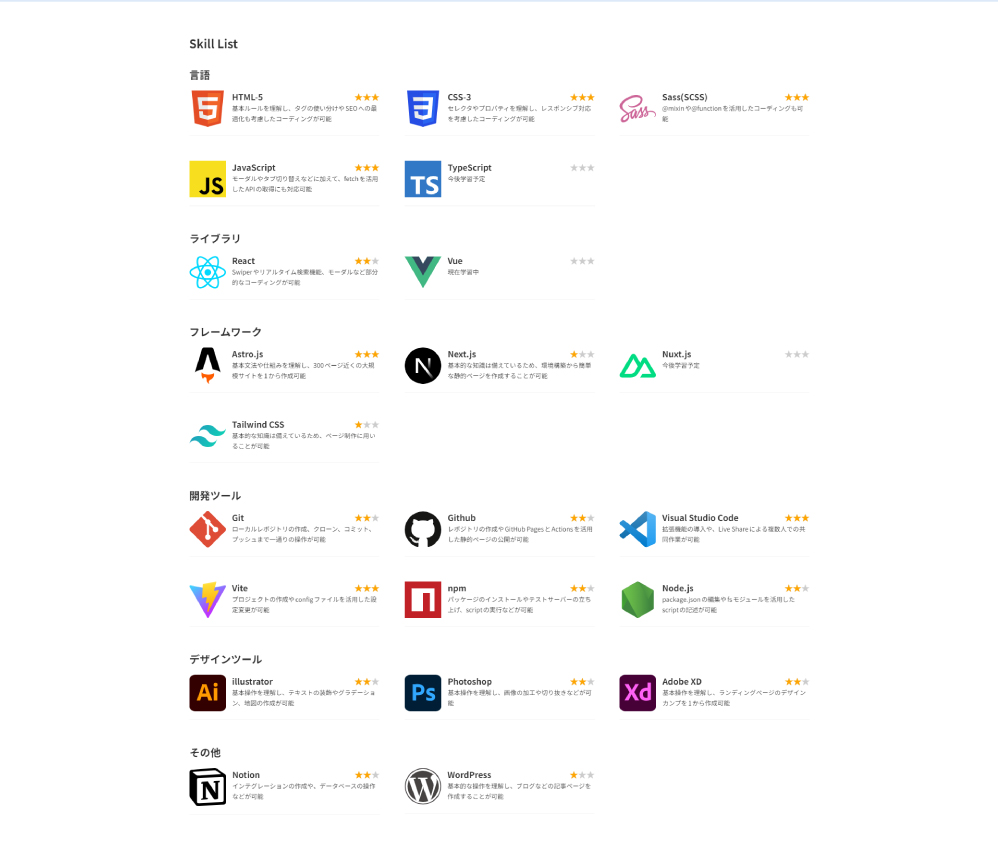 Skill List
言語
HTML-5 ★★★
基本ルールを理解し、タグの使い分けやSEOへの最
適化も考慮したコーディングが可能
CSS-3 ★★★
セレクタやプロパティを理解し、レスポンシブ対応
を考慮したコーディングが可能
Sass
Sass(SCSS) ★★★
@mixinや@functionを活用したコーディングも可
能
JS
JavaScript ★★★
モーダルやタブ切り替えなどに加えて、fetchを活用
したAPIの取得にも対応可能
TS
TypeScript ★★★
今後学習予定
ライブラリ
React ★★★
Swiperやリアルタイム検索機能、モーダルなど部分
的なコーディングが可能
Vue ★★★
現在学習中
フレームワーク
Astro.js ★★★
基本文法や仕組みを理解し、300ページ近くの大規
模サイトを1から作成可能
N
Next.js ★★★
基本的な知識は備えているため、環境構築から簡単
な静的ページを作成することが可能
Nuxt.js ★★★
今後学習予定
Tailwind CSS ★★★
基本的な知識は備えているため、ページ制作に用い
ることが可能
開発ツール
Git ★★★
ローカルレポジトリの作成、クローン、コミット、
プッシュまで一通りの操作が可能
Github ★★★
レポジトリの作成やGitHub PagesとActionsを活用
した静的ページの公開が可能
Visual Studio Code ★★★
拡張機能の導入や、Live Shareによる複数人での共
同作業が可能
Vite ★★★
プロジェクトの作成やconfigファイルを活用した設
定変更が可能
npm ★★★
パッケージのインストールやテストサーバーの立ち
上げ、scriptの実行などが可能
Node.js ★★★
package.jsonの編集やfsモジュールを活用した
scriptの記述が可能
デザインツール
Ai
illustrator ★★★
基本操作を理解し、テキストの装飾やグラデーショ
ン、地図の作成が可能
Ps
Photoshop ★★★
基本操作を理解し、画像の加工や切り抜きなどが可
能
Xd
Adobe XD ★★★
基本操作を理解し、ランディングページのデザイン
カンプを1から作成可能
その他
N
Notion ★★★
インテグレーションの作成や、データベースの操作
などが可能
W
WordPress ★★★
基本的な操作を理解し、ブログなどの記事ページを
作成することが可能